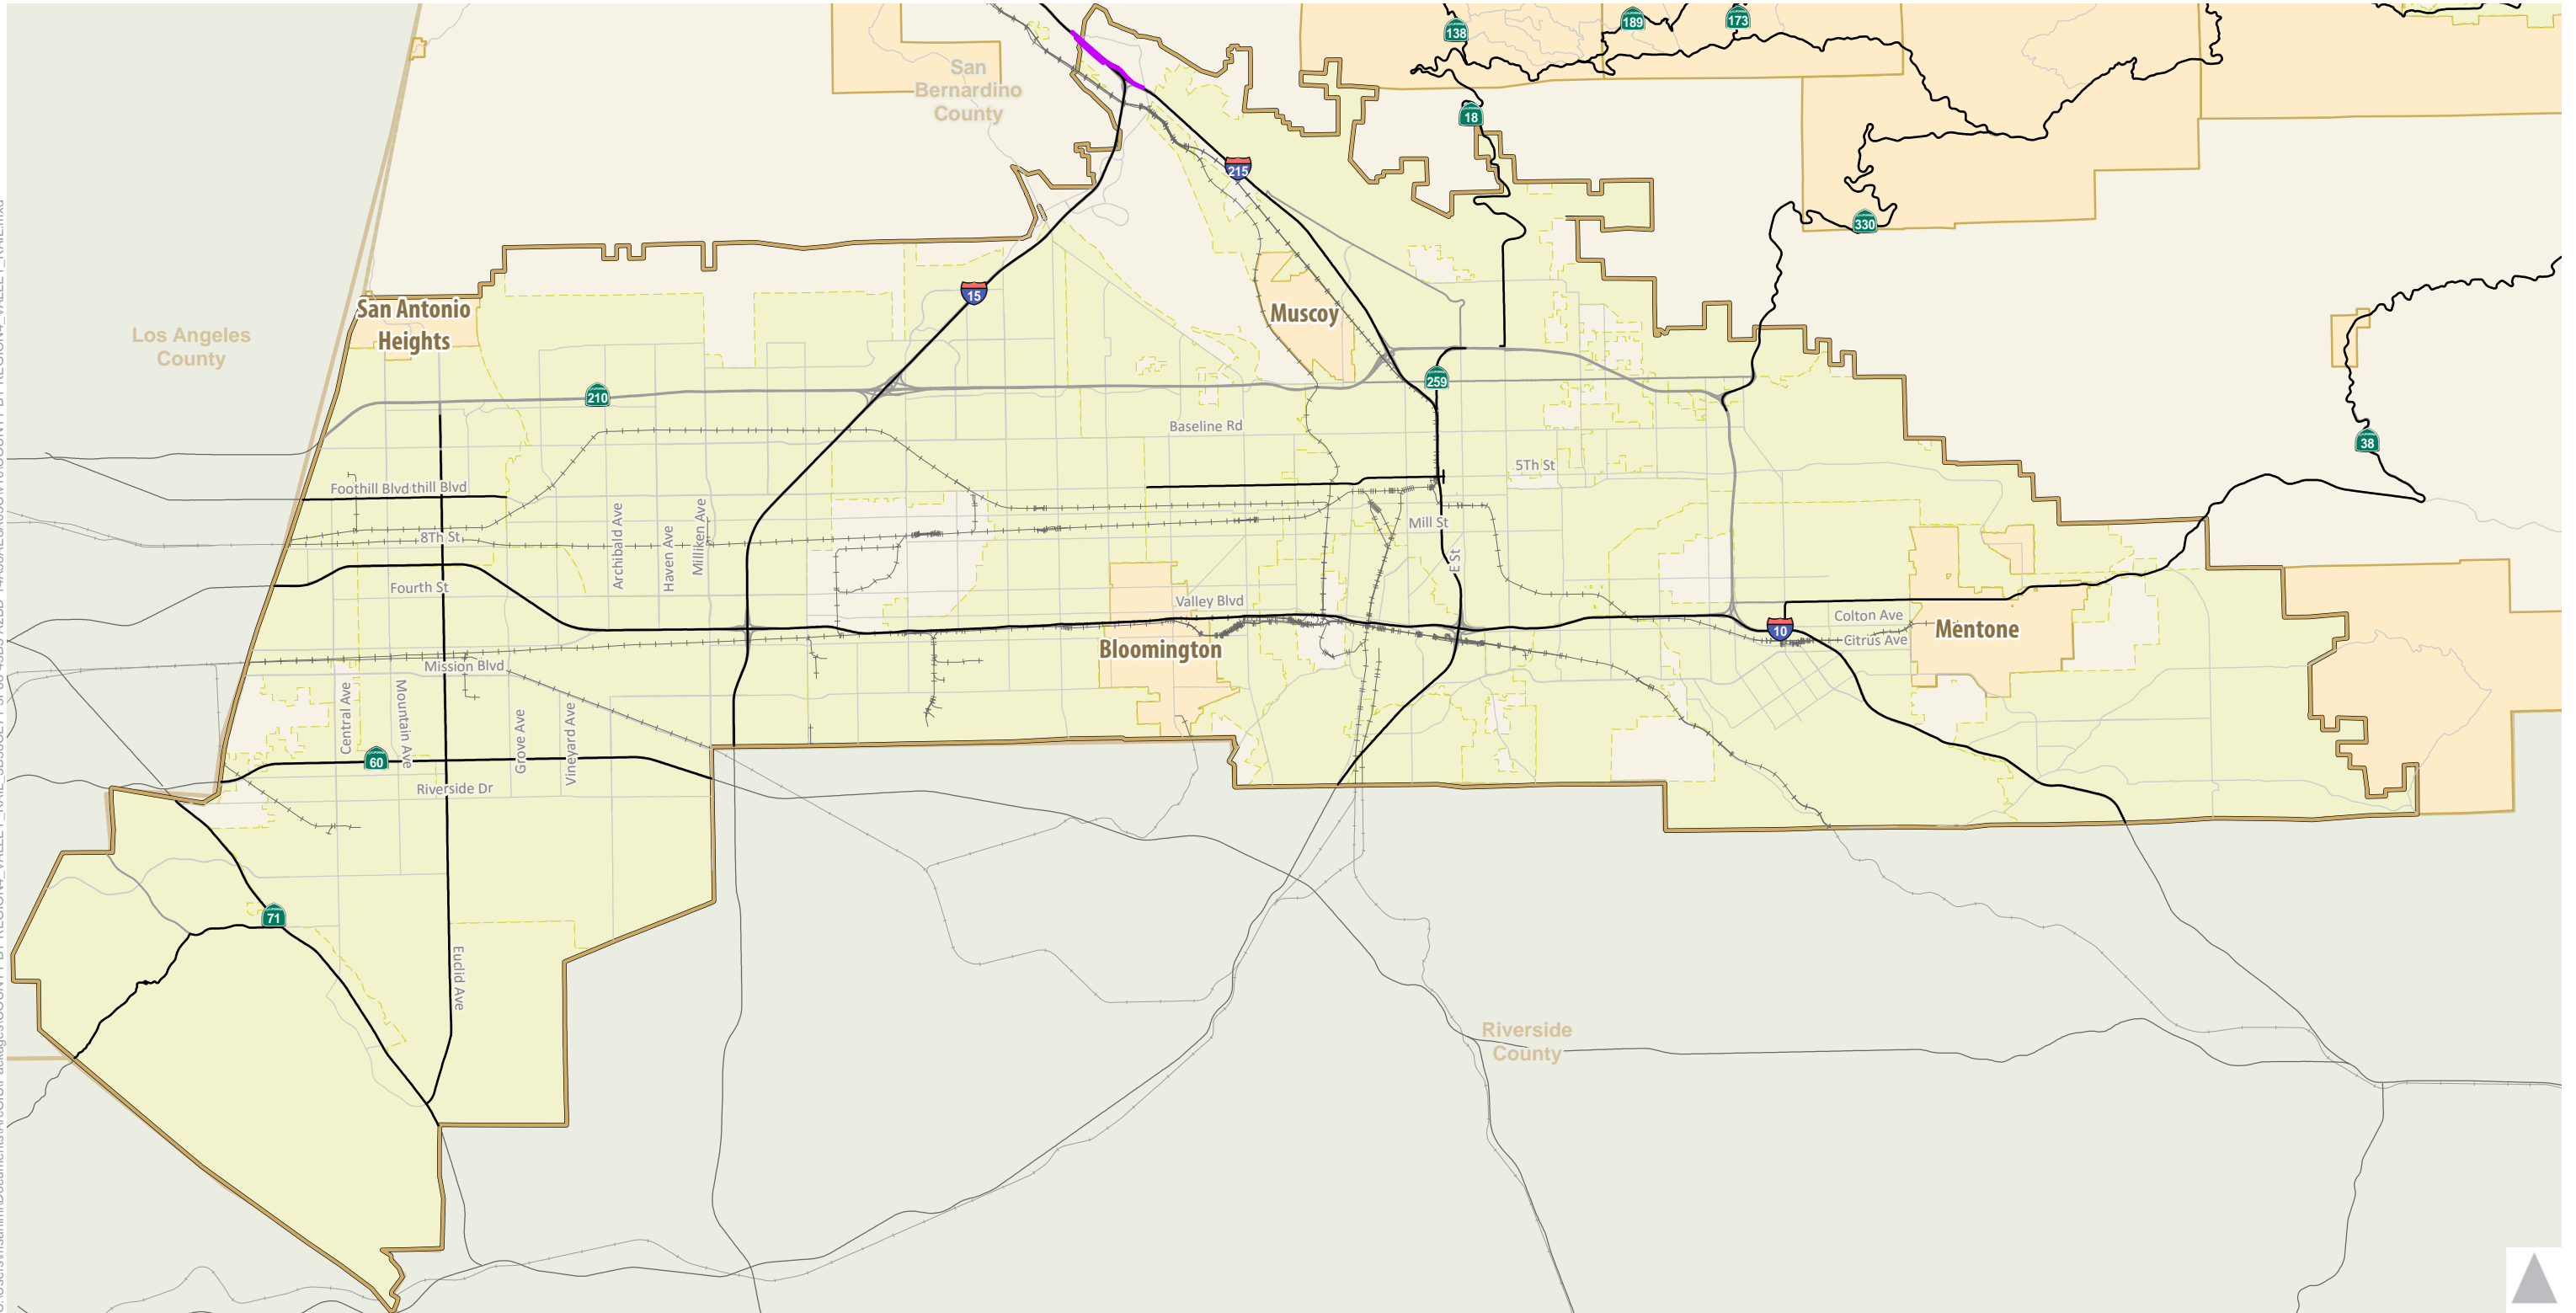 138
189
173
San
Bernardino
County
18
215
330
15
San Antonio
Heights
Muscoy
Los Angeles
County
210
259
Baseline Rd
38
5Th St
Foothill Blvd
thill Blvd
Archibald Ave
Haven Ave
Milliken Ave
Mill St
8Th St
E St
Fourth St
Valley Blvd
Colton Ave
10
Citrus Ave
Mentone
Bloomington
Mission Blvd
Central Ave
Mountain Ave
Grove Ave
Vineyard Ave
60
Riverside Dr
71
Euclid Ave
Riverside
County